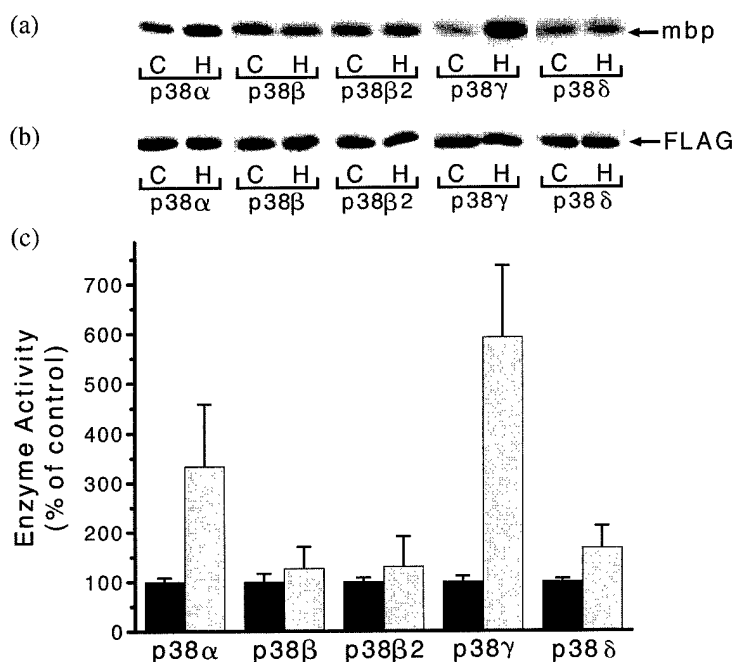 (a)
mbp
C H C H C H C H C H
p38α p38β p38β2 p38γ p38δ
(b)
FLAG
C H C H C H C H C H
p38α p38β p38β2 p38γ p38δ
(c)
Enzyme Activity
(% of control)
700
600
500
400
300
200
100
0
p38α p38β p38β2 p38γ p38δ